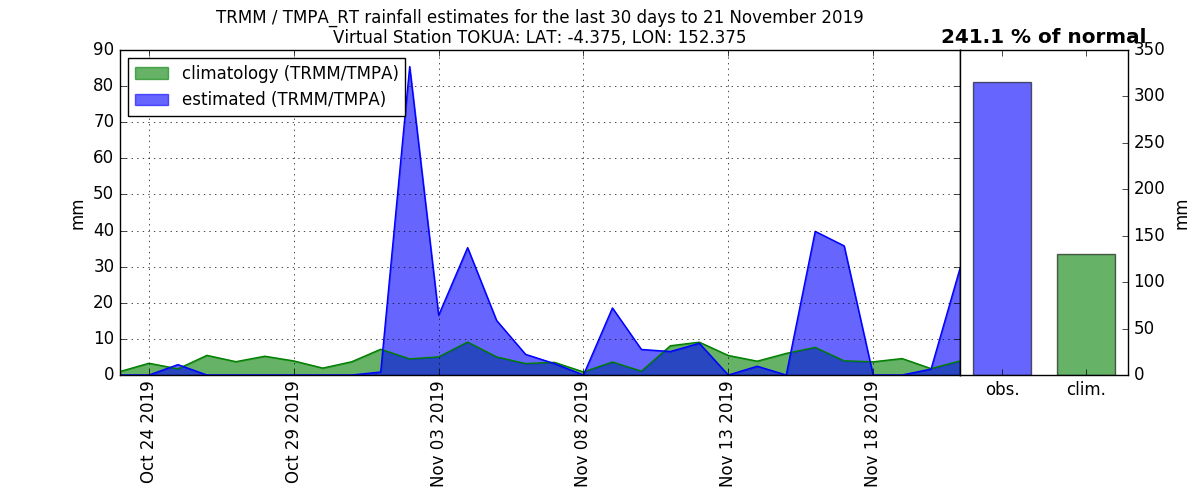 TRMM / TMPA_RT rainfall estimates for the last 30 days to 21 November 2019
Virtual Station TOKUA: LAT: -4.375, LON: 152.375
241.1 % of normal
climatology (TRMM/TMPA)
estimated (TRMM/TMPA)
90
80
70
60
50
40
30
20
10
0
mm
Oct 24 2019
Oct 29 2019
Nov 03 2019
Nov 08 2019
Nov 13 2019
Nov 18 2019
350
300
250
200
150
100
50
0
mm
obs.
clim.